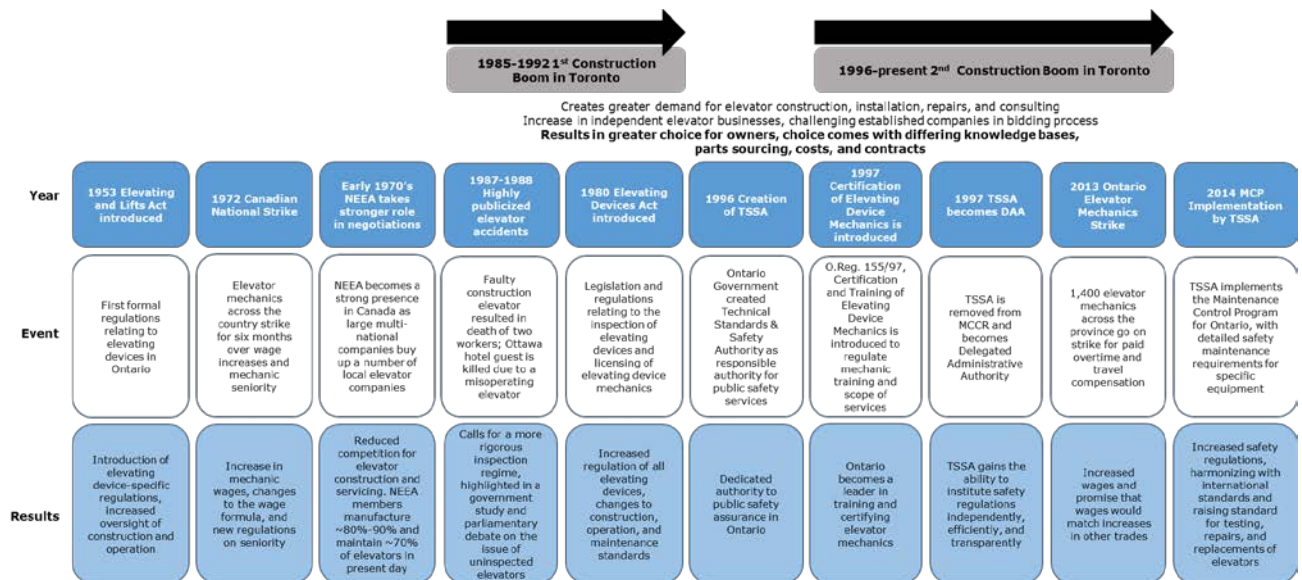 1985-1992 1st Construction
Boom in Toronto
1996-present 2nd Construction Boom in Toronto
Creates greater demand for elevator construction, installation, repairs, and consulting
Increase in independent elevator businesses, challenging established companies in bidding process
Results in greater choice for owners, choice comes with differing knowledge bases,
parts sourcing, costs, and contracts
Year
1953 Elevating
and Lifts Act
introduced
1972 Canadian
National Strike
Early 1970's
NEEA takes
stronger role
in negotiations
1987-1988
Highly
publicized
elevator
accidents
1980 Elevating
Devices Act
introduced
1996 Creation
of TSSA
1997
Certification
of Elevating
Device
Mechanics is
introduced
1997 TSSA
becomes DAA
2013 Ontario
Elevator
Mechanics
Strike
2014 MCP
Implementation
by TSSA
Event
First formal
regulations
relating to
elevating
devices in
Ontario
Elevator
mechanics
across the
country strike
for six months
over wage
increases and
mechanic
seniority
NEEA becomes a
strong presence
in Canada as
large multi-
national
companies buy
up a number of
local elevator
companies
Faulty
construction
elevator
resulted in
death of two
workers; Ottawa
hotel guest is
killed due to a
misoperating
elevator
Legislation and
regulations
relating to the
inspection of
elevating
devices and
licensing of
elevating device
mechanics
Ontario
Government
created
Technical
Standards &
Safety
Authority as
responsible
authority for
public safety
services
O.Reg. 155/97,
Certification
and Training of
Elevating
Device
Mechanics is
introduced to
regulate
mechanic
training and
scope of
services
TSSA is
removed from
MCCR and
becomes
Delegated
Administrative
Authority
1,400 elevator
mechanics
across the
province go on
strike for paid
overtime and
travel
compensation
TSSA implements
the Maintenance
Control Program
for Ontario, with
detailed safety
maintenance
requirements for
specific
equipment
Results
Introduction of
elevating
device-specific
regulations,
increased
oversight of
construction and
operation
Increase in
mechanic
wages, changes
to the wage
formula, and
new regulations
on seniority
Reduced
competition for
elevator
construction and
servicing. NEEA
members
manufacture
~80%-90% and
maintain ~70%
of elevators in
present day
Calls for a more
rigorous
inspection
regime,
highlighted in a
government
study and
parliamentary
debate on the
issue of
uninspected
elevators
Increased
regulation of all
elevating
devices,
changes to
construction,
operation, and
maintenance
standards
Dedicated
authority to
public safety
assurance in
Ontario
Ontario
becomes a
leader in
training and
certifying
elevator
mechanics
TSSA gains the
ability to
institute safety
regulations
independently,
efficiently, and
transparently
Increased
wages and
promise that
wages would
match increases
in other trades
Increased safety
regulations,
harmonizing with
international
standards and
raising standard
for testing,
repairs, and
replacements of
elevators